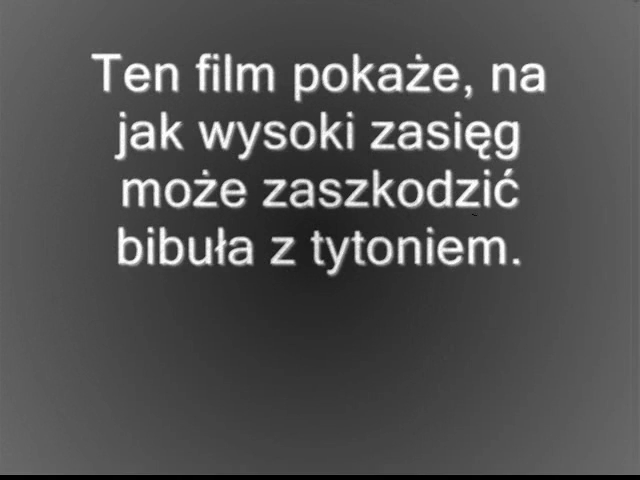 Ten film pokaże, na
jak wysoki zasięg
może zaszkodzić
bibuła z tytoniem.